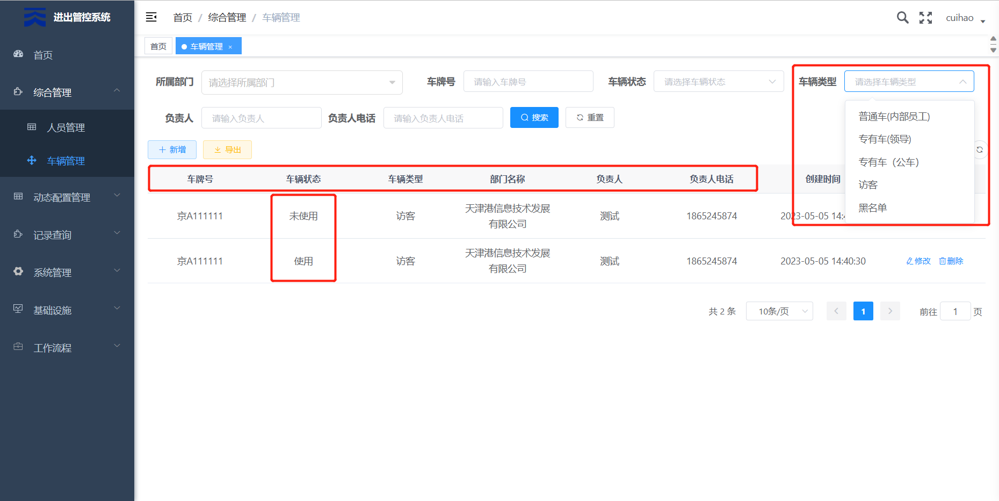 进出管控系统
首页 / 综合管理 / 车辆管理
cuihao
首页
车辆管理 ×
首页
综合管理
人员管理
车辆管理
动态配置管理
记录查询
系统管理
基础设施
工作流程
所属部门 请选择所属部门 车牌号 请输入车牌号 车辆状态 请选择车辆状态 车辆类型 请选择车辆类型
负责人 请输入负责人 负责人电话 请输入负责人电话 搜索 重置
普通车(内部员工)
专有车(领导)
专有车（公车）
访客
黑名单
新增 导出
车牌号 车辆状态 车辆类型 部门名称 负责人 负责人电话 创建时间
京A111111 未使用 访客 天津港信息技术发展
有限公司 测试 1865245874 2023-05-05 14:
京A111111 使用 访客 天津港信息技术发展
有限公司 测试 1865245874 2023-05-05 14:40:30 修改 删除
共 2 条 10条/页 1 前往 1 页